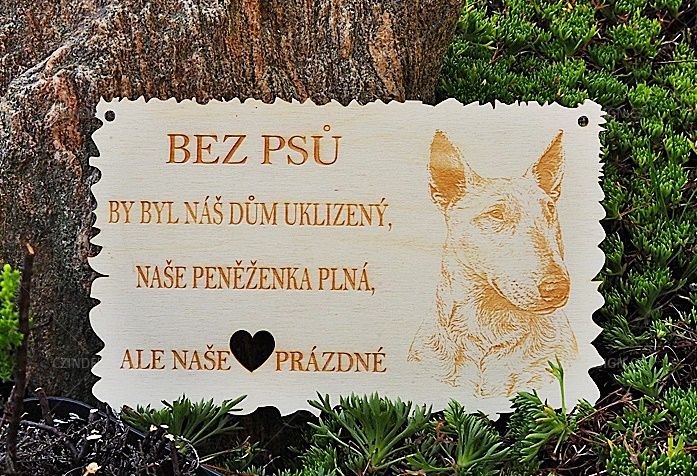 BEZ PSŮ
BY BYL NÁŠ DŮM UKLIZENÝ,
NAŠE PENĚŽENKA PLNÁ,
ALE NAŠE PRÁZDNÉ